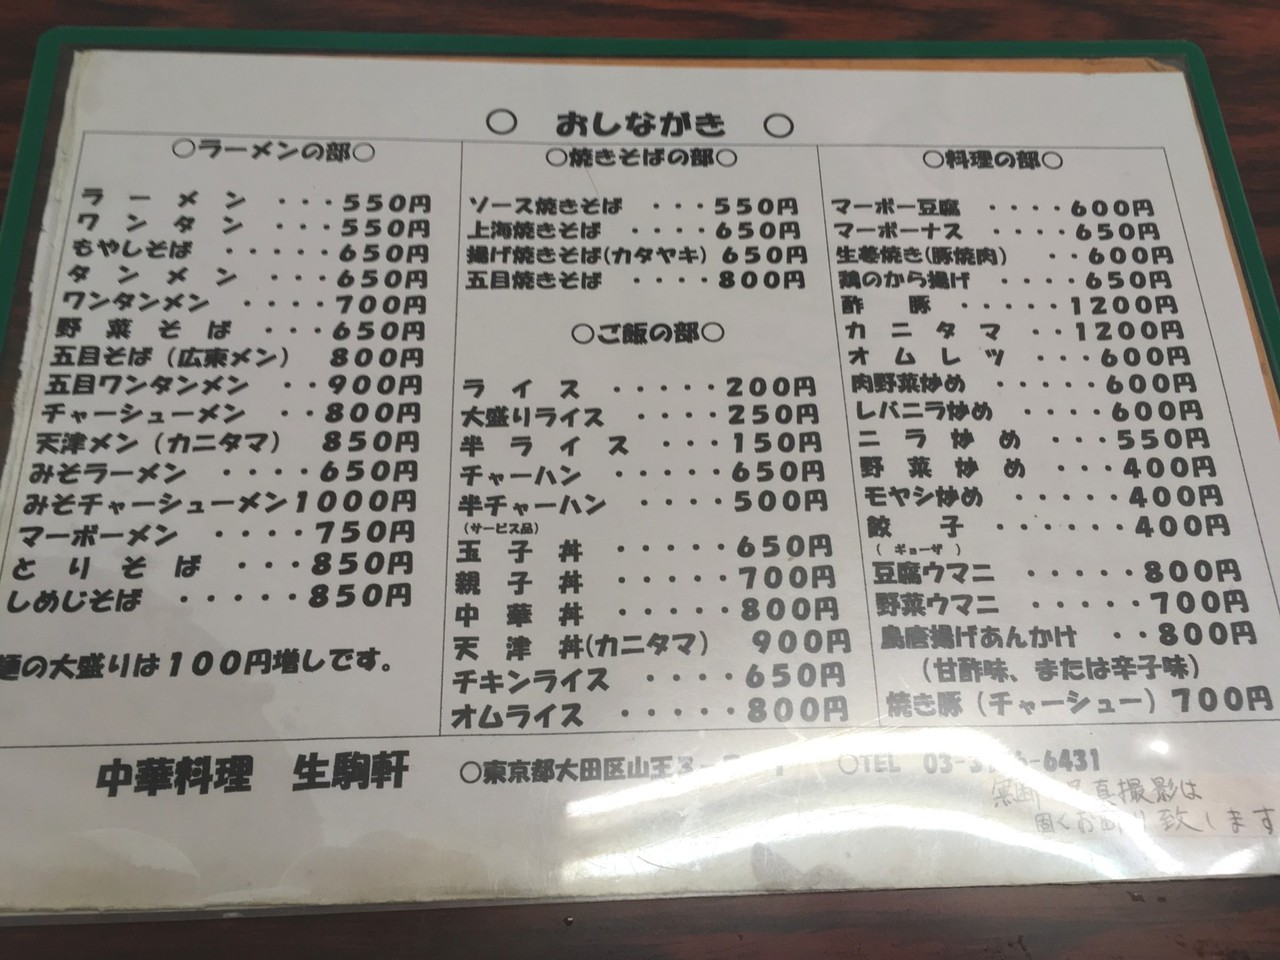 ○ おしながき ○
○ラーメンの部○
ラーメン ・・・550円
ワンタン ・・・550円
もやしそば ・・・・・650円
タンメン ・・・650円
ワンタンメン ・・・・700円
野菜そば ・・・650円
五目そば(広東メン) 800円
五目ワンタンメン ・・900円
チャーシューメン ・・800円
天津メン(カニタマ) 850円
みそラーメン ・・・・650円
みそチャーシューメン1000円
マーボーメン ・・・・750円
とりそば ・・・850円
しめじそば ・・・・・850円
麺の大盛りは100円増しです。
○焼きそばの部○
ソース焼きそば ・・・550円
上海焼きそば ・・・・650円
揚げ焼きそば(カタヤキ) 650円
五目焼きそば ・・・・800円
○ご飯の部○
ライス ・・・・・200円
大盛りライス ・・・・250円
半ライス ・・・150円
チャーハン ・・・・・650円
半チャーハン ・・・・500円
(サービス品)
玉子丼 ・・・・・650円
親子丼 ・・・・・700円
中華丼 ・・・・・800円
天津丼(カニタマ) 900円
チキンライス ・・・・650円
オムライス ・・・・・800円
○料理の部○
マーボー豆腐 ・・・・600円
マーボーナス ・・・・650円
生姜焼き(豚焼肉) ・・600円
鶏のから揚げ ・・・・650円
酢豚 ・・・・・1200円
カニタマ ・・1200円
オムレツ ・・・600円
肉野菜炒め ・・・・・600円
レバニラ炒め ・・・・600円
ニラ炒め ・・・550円
野菜炒め ・・・400円
モヤシ炒め ・・・・・400円
餃子 ・・・・・・400円
(ギョーザ)
豆腐ウマニ ・・・・・800円
野菜ウマニ ・・・・・700円
鳥唐揚げあんかけ ・・800円
(甘酢味、または辛子味)
焼き豚(チャーシュー) 700円
中華料理 生駒軒 ○東京都大田区山王 ○TEL
真撮影は
固くお り致します